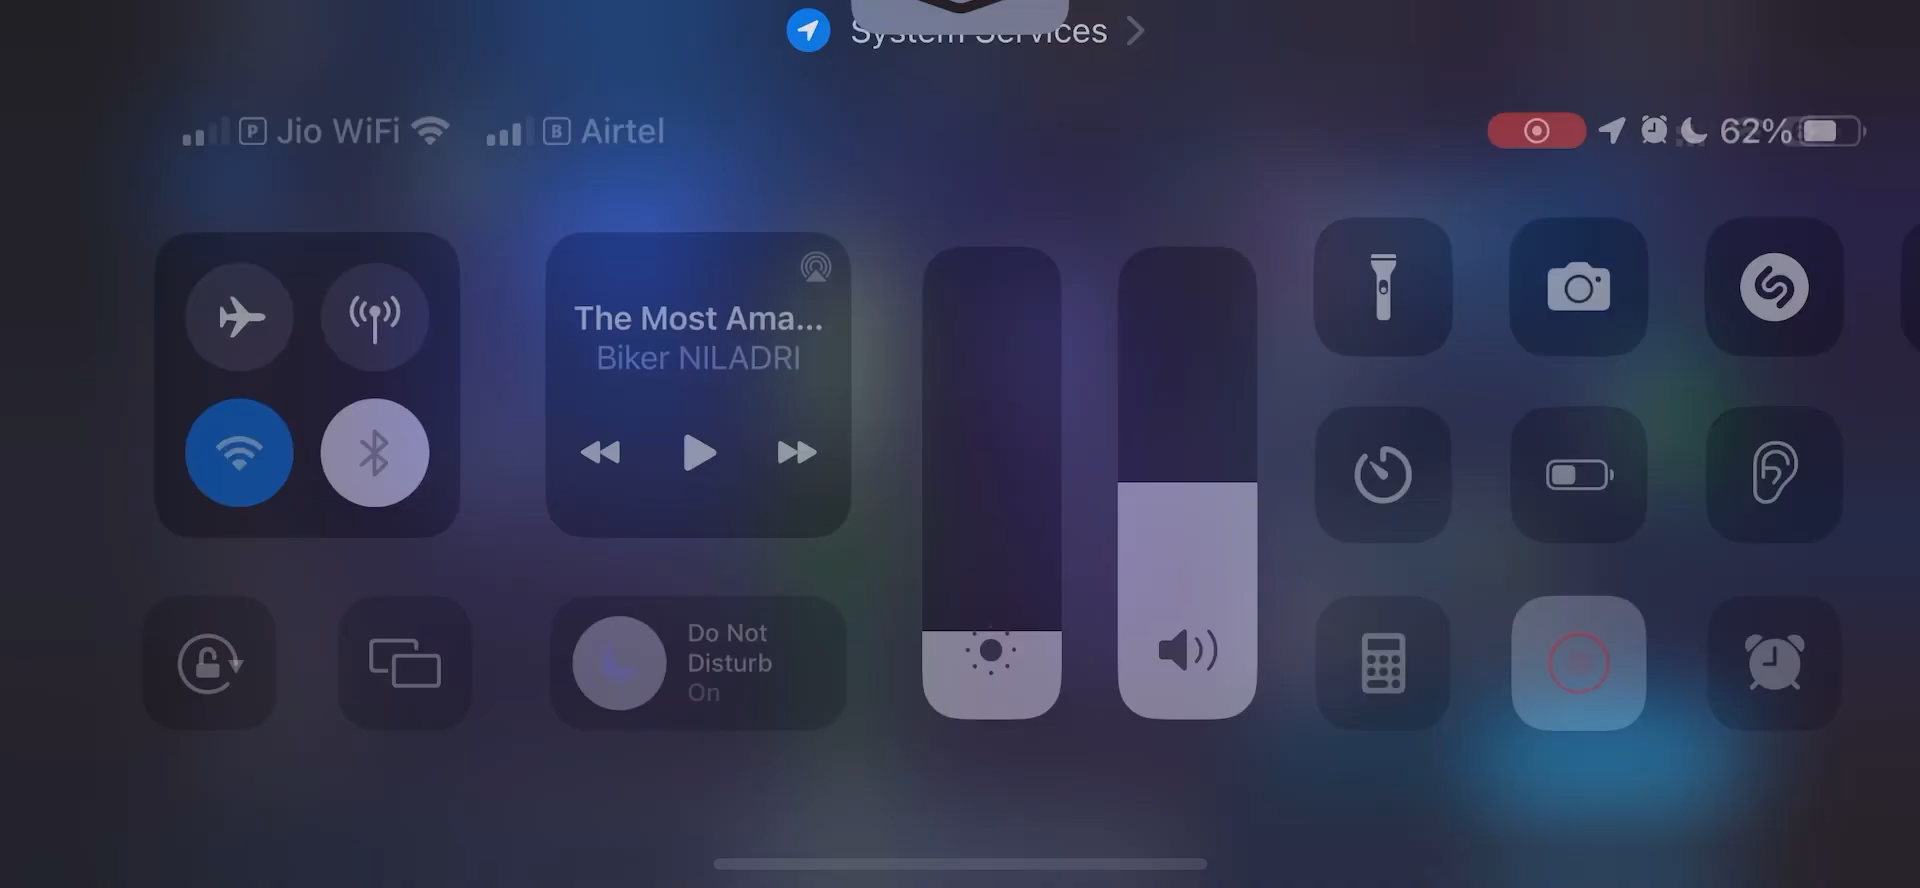 System Services
P Jio WiFi
B Airtel
62%
The Most Ama...
Biker NILADRI
Do Not
Disturb
On